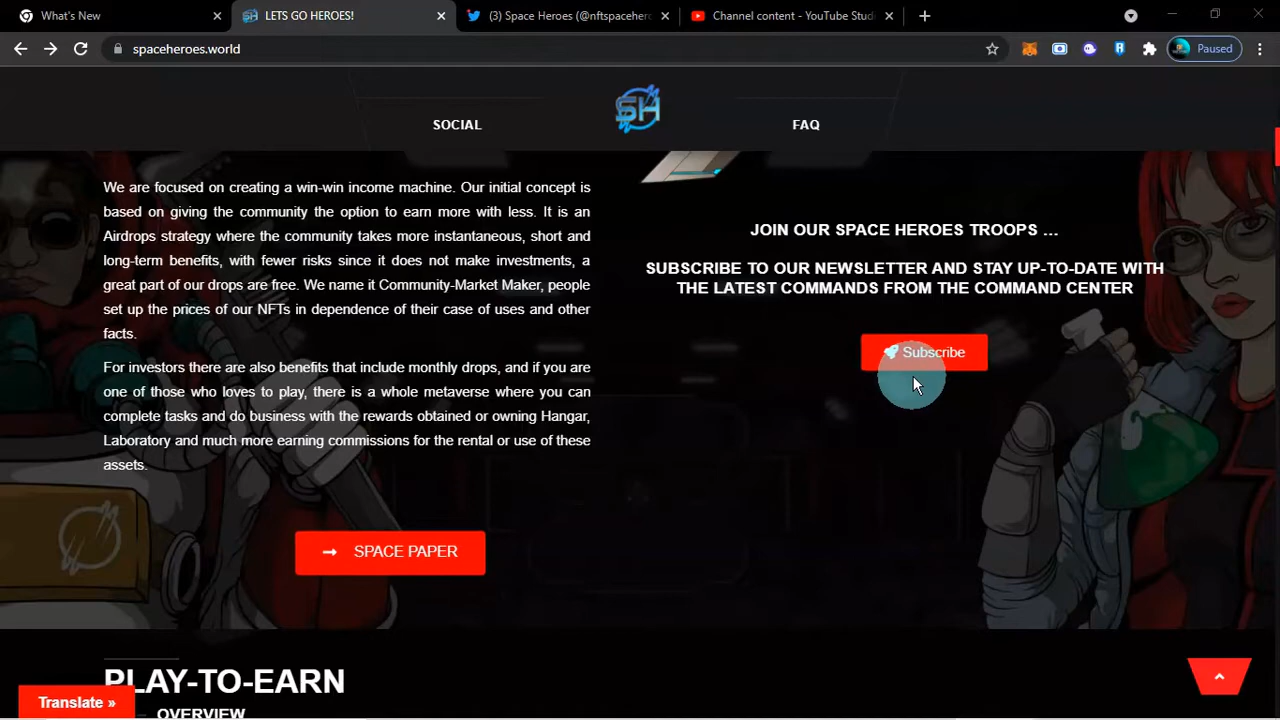 What's New
LETS GO HEROES!
(3) Space Heroes (@nftspacehero
Channel content - YouTube Stud
spaceheroes.world
Paused
SOCIAL
SH
FAQ
We are focused on creating a win-win income machine. Our initial concept is
based on giving the community the option to earn more with less. It is an
Airdrops strategy where the community takes more instantaneous, short and
long-term benefits, with fewer risks since it does not make investments, a
great part of our drops are free. We name it Community-Market Maker, people
set up the prices of our NFTs in dependence of their case of uses and other
facts.
For investors there are also benefits that include monthly drops, and if you are
one of those who loves to play, there is a whole metaverse where you can
complete tasks and do business with the rewards obtained or owning Hangar,
Laboratory and much more earning commissions for the rental or use of these
assets.
SPACE PAPER
JOIN OUR SPACE HEROES TROOPS ...
SUBSCRIBE TO OUR NEWSLETTER AND STAY UP-TO-DATE WITH
THE LATEST COMMANDS FROM THE COMMAND CENTER
Subscribe
PLAY-TO-EARN
OVERVIEW
Translate »